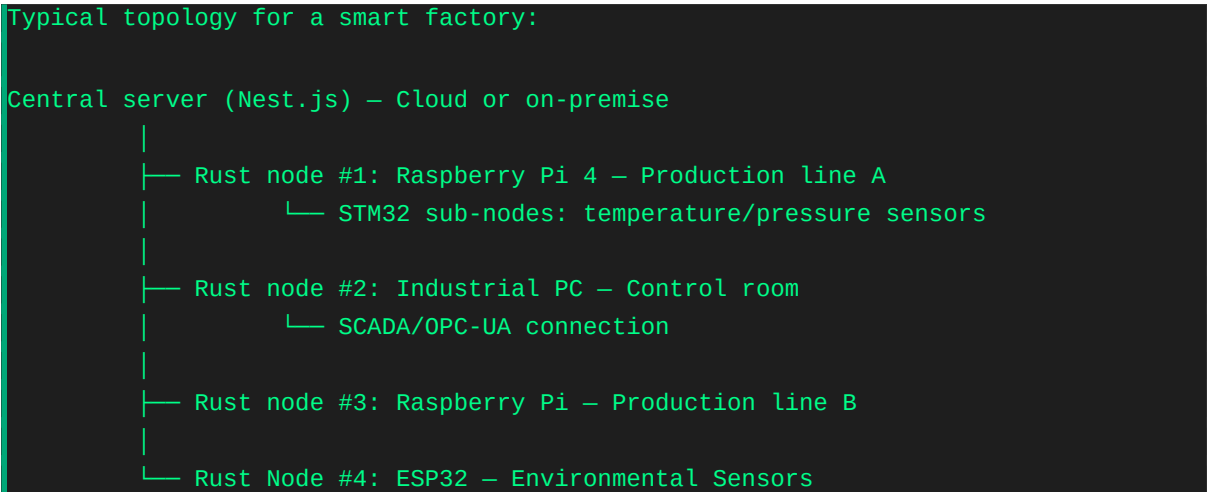 Typical topology for a smart factory:
Central server (Nest.js) — Cloud or on-premise
│
├── Rust node #1: Raspberry Pi 4 — Production line A
│ └── STM32 sub-nodes: temperature/pressure sensors
│
├── Rust node #2: Industrial PC — Control room
│ └── SCADA/OPC-UA connection
│
├── Rust node #3: Raspberry Pi — Production line B
│
└── Rust Node #4: ESP32 — Environmental Sensors